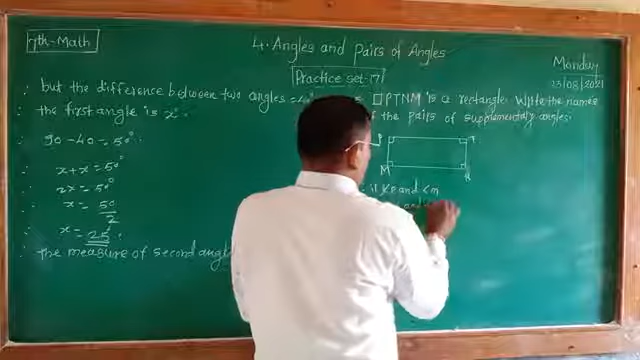 7th-Math
4. Angles and Pairs of Angles
Practice set-17
Monday
23/08/2021
∴ but the difference between two angles =
∴ the first angle is x°.
90-40=50°.
∴ x+x=50°
∴ 2x=50°
∴ x=50
2
∴ x=25°.
∴ the measure of second angl
□PTNM is a rectangle. Write the names
the pairs of supplementary angles.
P
T
M
N
i) ∠P and ∠M
and